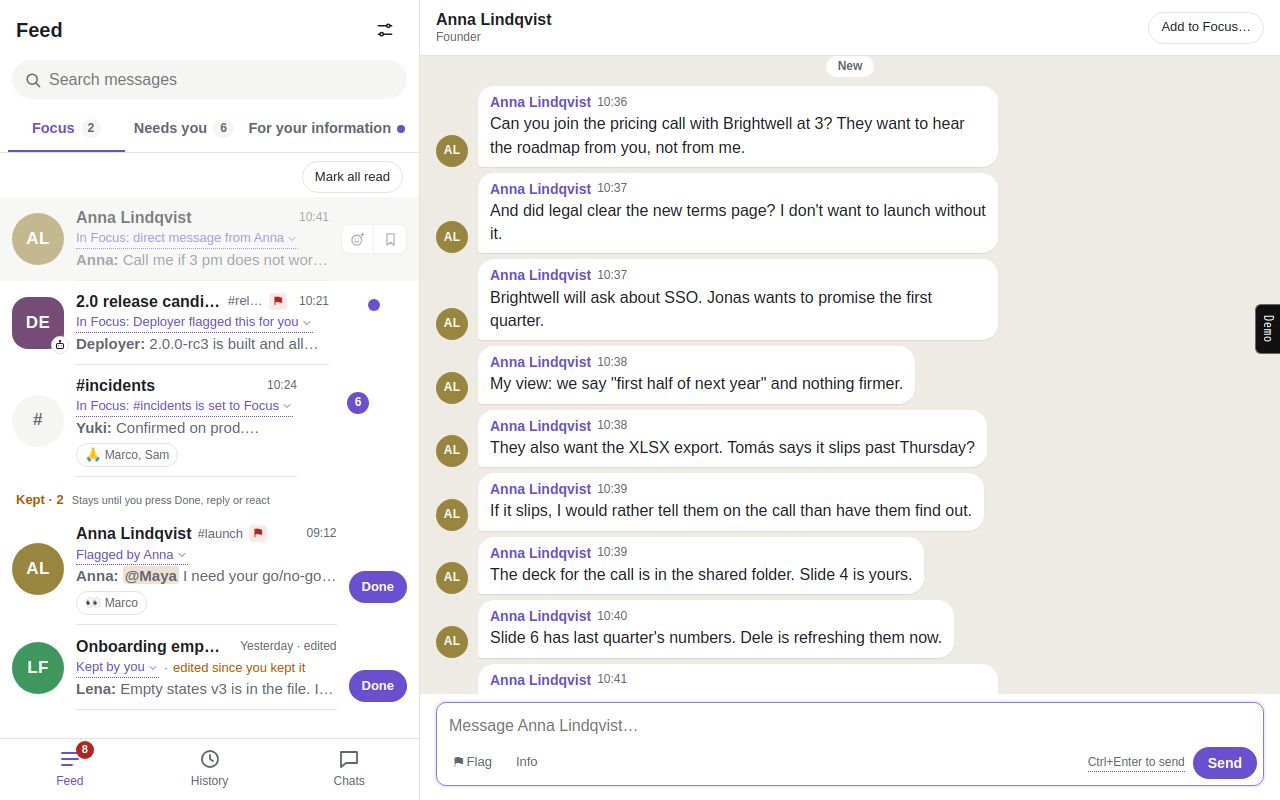 Feed
Search messages
Focus 2
Needs you 6
For your information
Mark all read
AL
Anna Lindqvist 10:41
In Focus: direct message from Anna
Anna: Call me if 3 pm does not wor…
DE
2.0 release candi… #rel… 10:21
In Focus: Deployer flagged this for you
Deployer: 2.0.0-rc3 is built and all…
#
#incidents 10:24
In Focus: #incidents is set to Focus
6
Yuki: Confirmed on prod.…
🙏 Marco, Sam
Kept · 2 Stays until you press Done, reply or react
AL
Anna Lindqvist #launch 09:12
Flagged by Anna
Anna: @Maya I need your go/no-go…
👀 Marco
Done
LF
Onboarding emp… Yesterday · edited
Kept by you · edited since you kept it
Lena: Empty states v3 is in the file. I…
Done
8
Feed
History
Chats
Anna Lindqvist
Founder
Add to Focus…
New
Anna Lindqvist 10:36
Can you join the pricing call with Brightwell at 3? They want to hear
the roadmap from you, not from me.
AL
Anna Lindqvist 10:37
And did legal clear the new terms page? I don't want to launch without
it.
AL
Anna Lindqvist 10:37
Brightwell will ask about SSO. Jonas wants to promise the first
quarter.
AL
Anna Lindqvist 10:38
My view: we say "first half of next year" and nothing firmer.
AL
Anna Lindqvist 10:38
They also want the XLSX export. Tomás says it slips past Thursday?
AL
Anna Lindqvist 10:39
If it slips, I would rather tell them on the call than have them find out.
AL
Anna Lindqvist 10:39
The deck for the call is in the shared folder. Slide 4 is yours.
AL
Anna Lindqvist 10:40
Slide 6 has last quarter's numbers. Dele is refreshing them now.
AL
Anna Lindqvist 10:41
Message Anna Lindqvist…
Flag
Info
Ctrl+Enter to send
Send
Demo